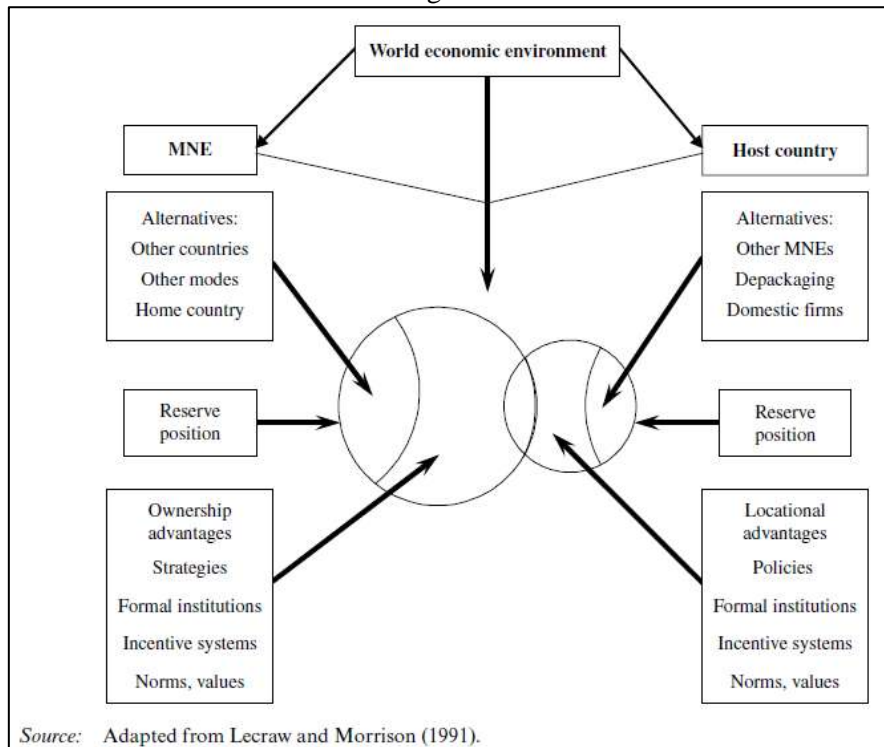 World economic environment
MNE
Host country
Alternatives:
Other countries
Other modes
Home country
Alternatives:
Other MNEs
Depackaging
Domestic firms
Reserve
position
Reserve
position
Ownership
advantages
Strategies
Formal institutions
Incentive systems
Norms, values
Locational
advantages
Policies
Formal institutions
Incentive systems
Norms, values
Source: Adapted from Lecraw and Morrison (1991).